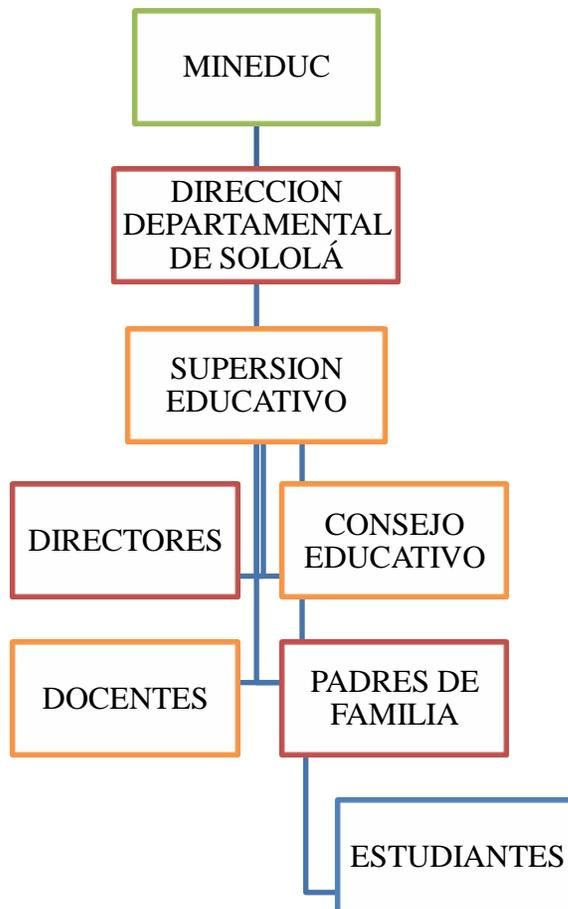 MINEDUC
DIRECCION
DEPARTAMENTAL
DE SOLOLÁ
SUPERSION
EDUCATIVO
DIRECTORES
CONSEJO
EDUCATIVO
DOCENTES
PADRES DE
FAMILIA
ESTUDIANTES